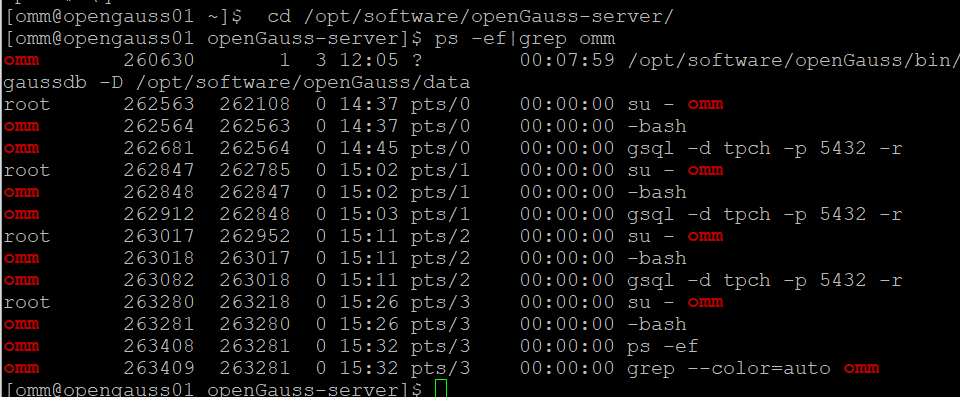 [omm@opengauss01 ~]$  cd /opt/software/openGauss-server/
[omm@opengauss01 openGauss-server]$ ps -ef|grep omm
omm 260630 1 3 12:05 ? 00:07:59 /opt/software/openGauss/bin/
gaussdb -D /opt/software/openGauss/data
root 262563 262108 0 14:37 pts/0 00:00:00 su - omm
omm 262564 262563 0 14:37 pts/0 00:00:00 -bash
omm 262681 262564 0 14:45 pts/0 00:00:00 gsql -d tpch -p 5432 -r
root 262847 262785 0 15:02 pts/1 00:00:00 su - omm
omm 262848 262847 0 15:02 pts/1 00:00:00 -bash
omm 262912 262848 0 15:03 pts/1 00:00:00 gsql -d tpch -p 5432 -r
root 263017 262952 0 15:11 pts/2 00:00:00 su - omm
omm 263018 263017 0 15:11 pts/2 00:00:00 -bash
omm 263082 263018 0 15:11 pts/2 00:00:00 gsql -d tpch -p 5432 -r
root 263280 263218 0 15:26 pts/3 00:00:00 su - omm
omm 263281 263280 0 15:26 pts/3 00:00:00 -bash
omm 263408 263281 0 15:32 pts/3 00:00:00 ps -ef
omm 263409 263281 0 15:32 pts/3 00:00:00 grep --color=auto omm
[omm@opengauss01 openGauss-server]$